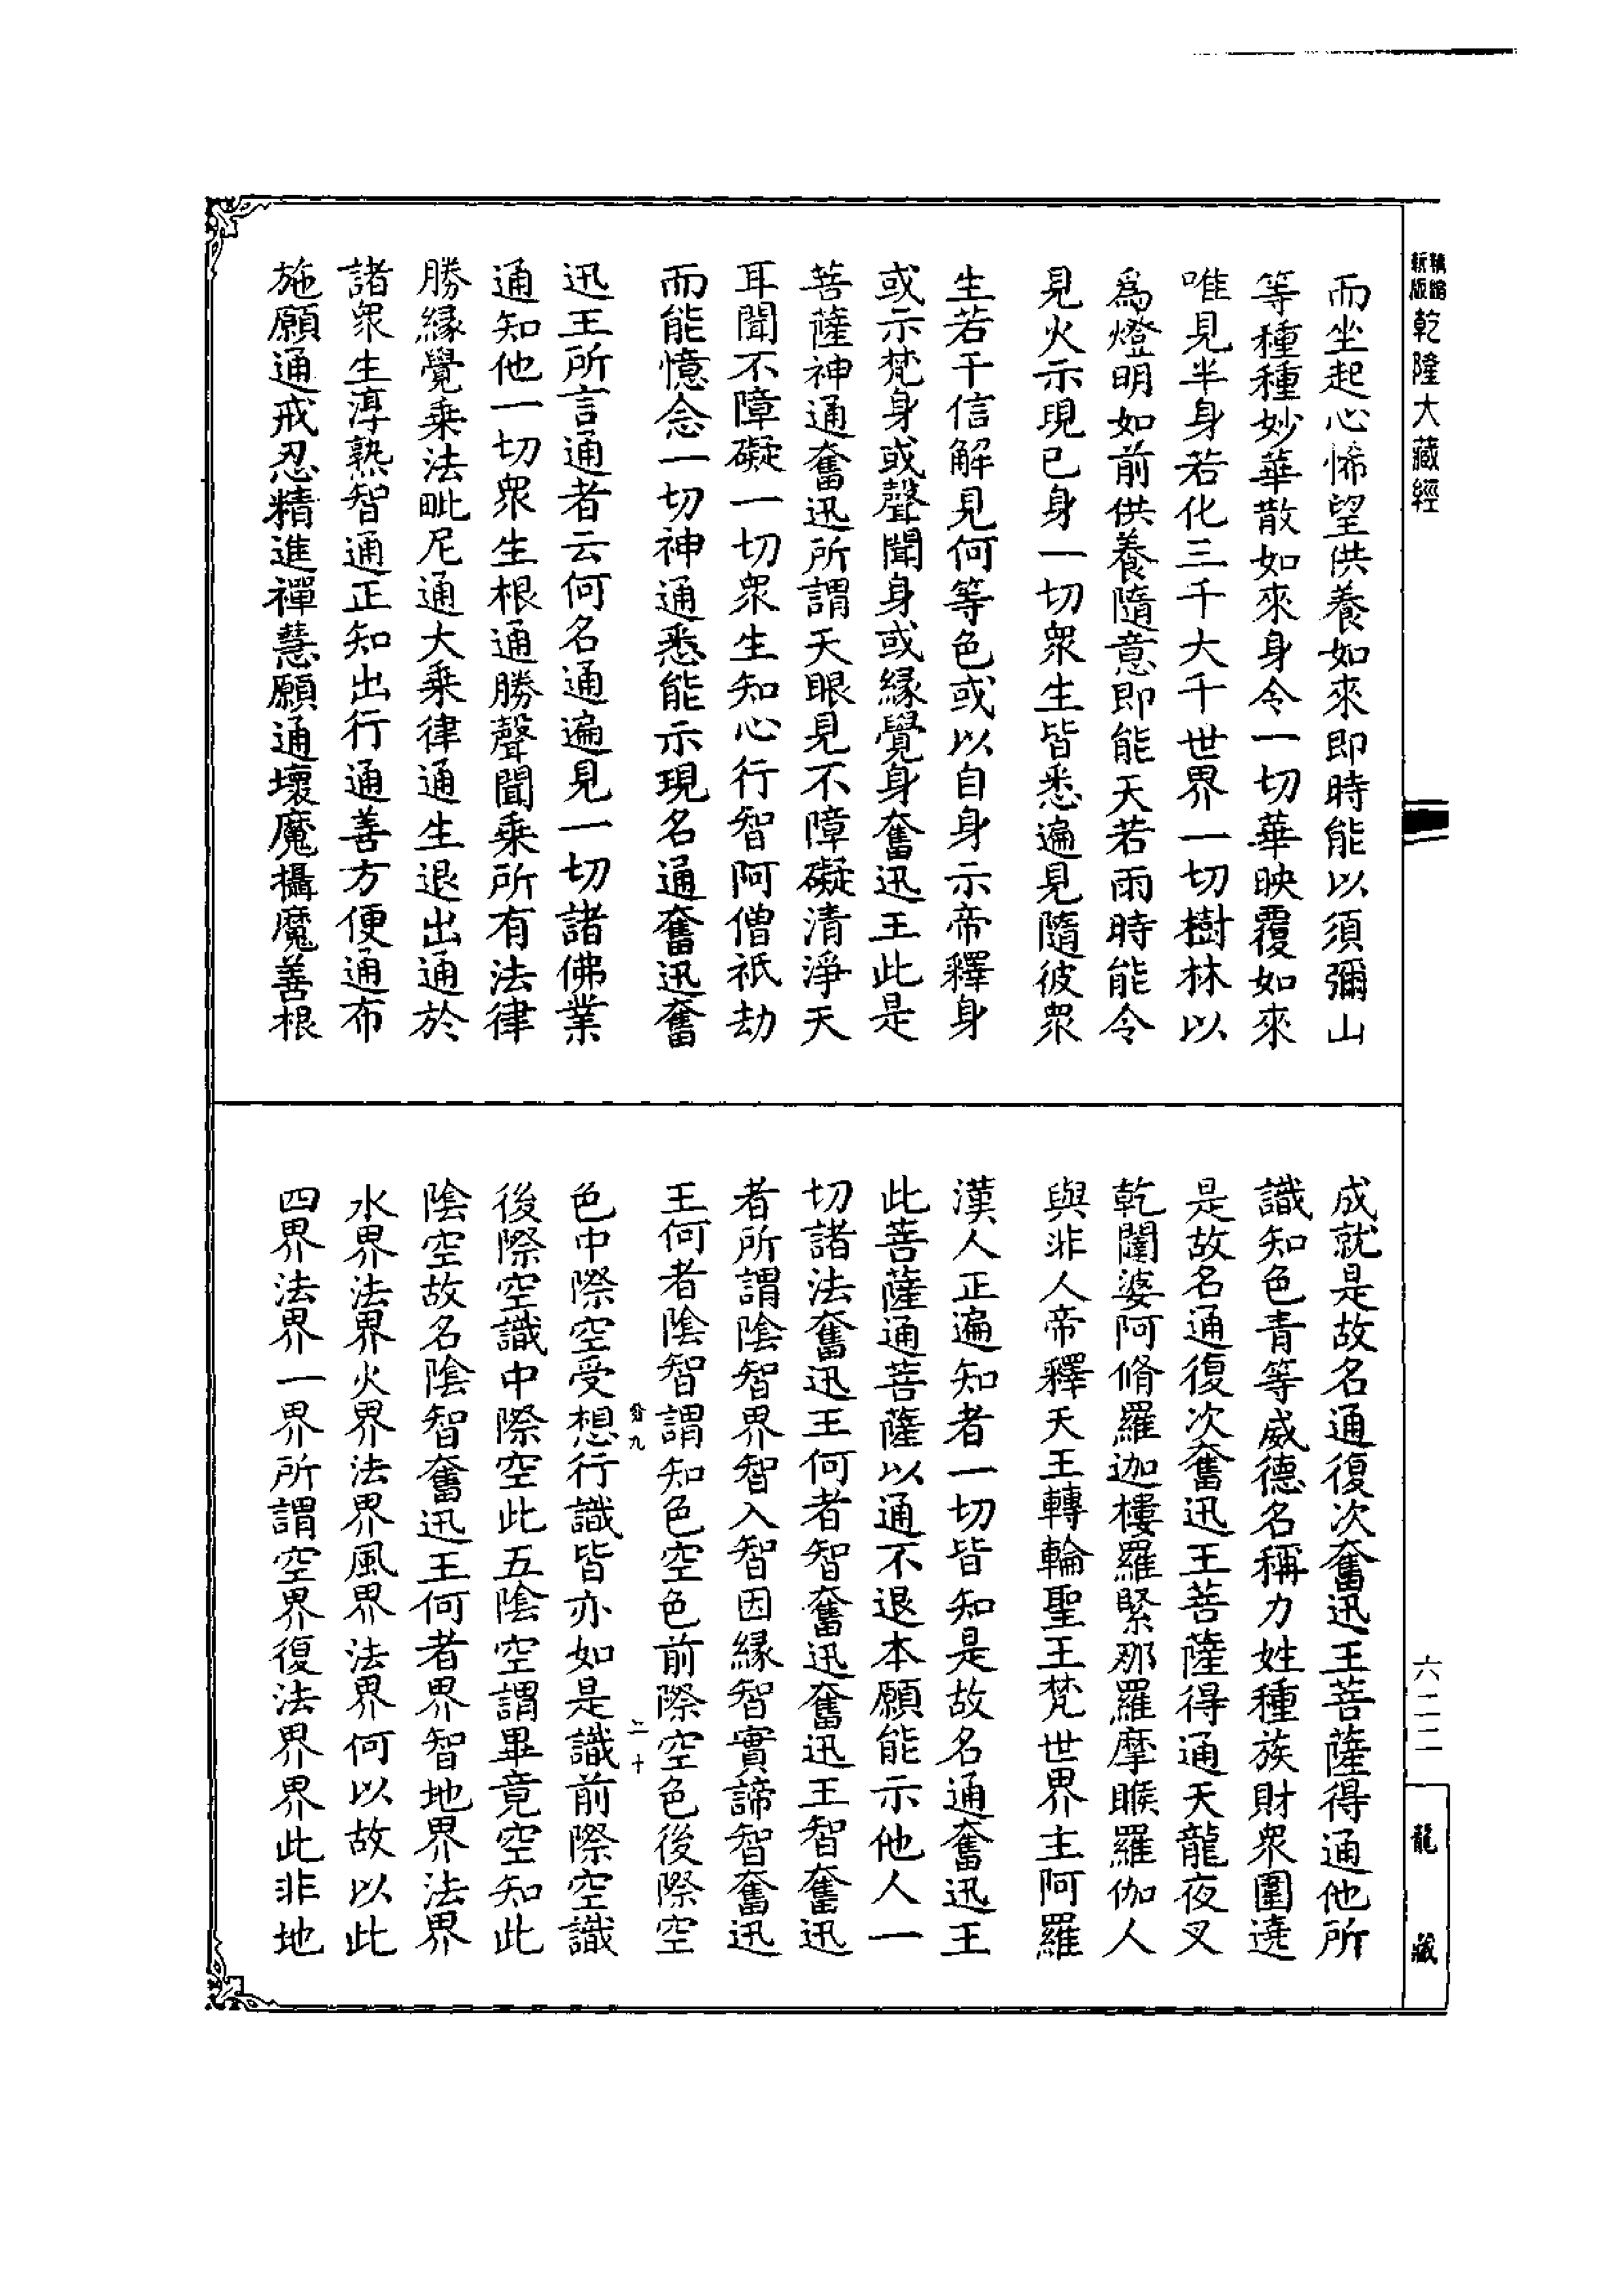 新編
新版
乾隆大藏經
而坐起心悕望供養如來即時能以須彌山
等種種妙華散如來身令一切華映覆如來
唯見半身若化三千大千世界一切樹林以
爲燈明如前供養隨意即能天若雨時能令
見火示現已身一切衆生皆悉遍見隨彼衆
生若干信解見何等色或以自身示帝釋身
或示梵身或聲聞身或緣覺身奮迅王此是
菩薩神通奮迅所謂天眼見不障礙清淨天
耳聞不障礙一切衆生知心行智阿僧祇劫
而能憶念一切神通悉能示現名通奮迅奮
迅王所言通者云何名通遍見一切諸佛業
通知他一切衆生根通勝聲聞乘所有法律
勝緣覺乘法毗尼通大乘律通生退出通於
諸衆生淳熟智通正知出行通善方便通布
施願通戒忍精進禪慧願通壞魔攝魔善根
成就是故名通復次奮迅王菩薩得通他所
識知色青等威德名稱力姓種族財衆圍遶
是故名通復次奮迅王菩薩得通天龍夜叉
乾闥婆阿脩羅迦樓羅緊那羅摩睺羅伽人
與非人帝釋天王轉輪聖王梵世界主阿羅
漢人正遍知者一切皆知是故名通奮迅王
此菩薩通菩薩以通不退本願能示他人一
切諸法奮迅王何者智奮迅奮迅王智奮迅
者所謂陰智界智入智因緣智實諦智奮迅
王何者陰智謂知色空色前際空色後際空
色中際空受想行識皆亦如是識前際空識
後際空識中際空此五陰空謂畢竟空知此
陰空故名陰智奮迅王何者界智地界法界
水界法界火界法界風界法界何以故以此
四界法界一界所謂空界復法界界此非地
六二二
龍藏